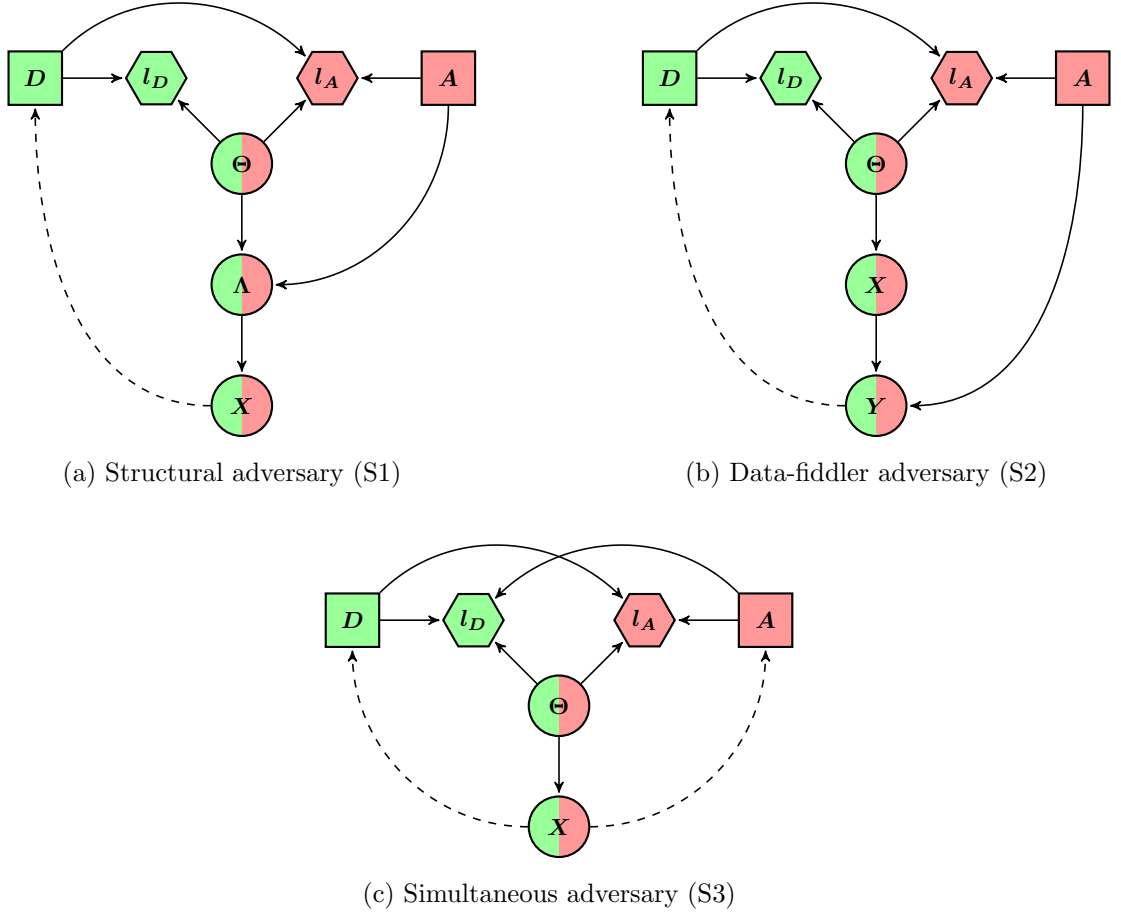 D l_D l_A A
Θ
Λ
X
(a) Structural adversary (S1)
D l_D l_A A
Θ
X
Y
(b) Data-fiddler adversary (S2)
D l_D l_A A
Θ
X
(c) Simultaneous adversary (S3)